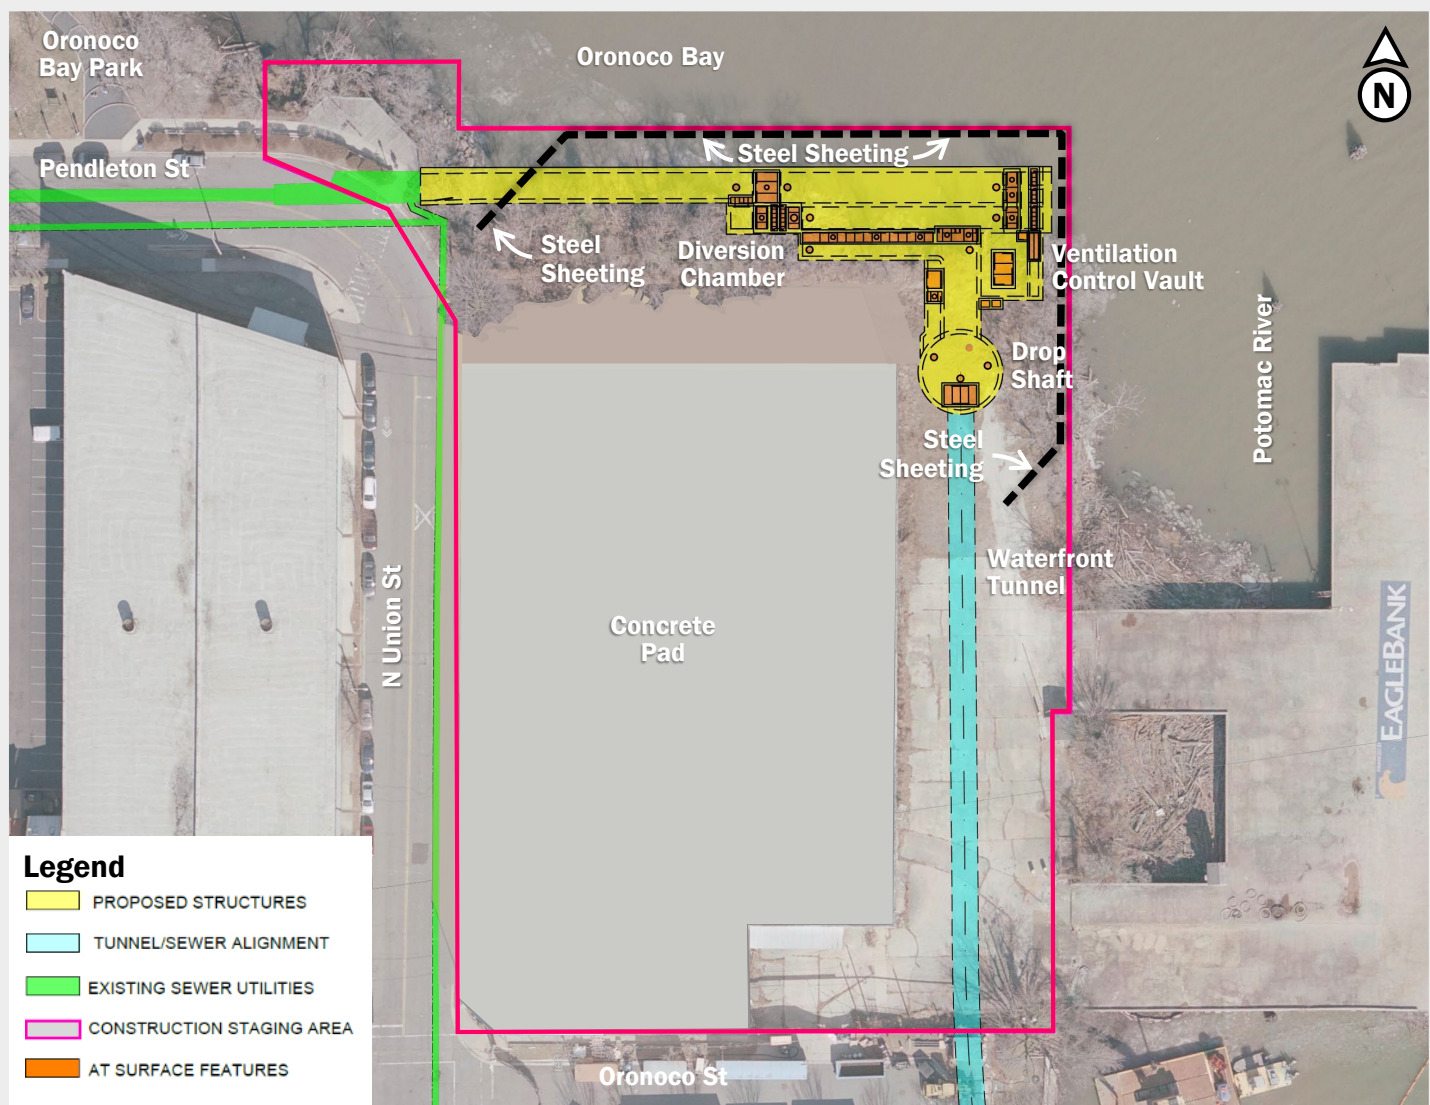 Oronoco
Bay Park
Oronoco Bay
N
Pendleton St
Steel Sheeting
Steel
Sheeting
Diversion
Chamber
Ventilation
Control Vault
Potomac River
Drop
Shaft
Steel
Sheeting
Waterfront
Tunnel
N Union St
Concrete
Pad
EAGLEBANK
Oronoco St
Legend
PROPOSED STRUCTURES
TUNNEL/SEWER ALIGNMENT
EXISTING SEWER UTILITIES
CONSTRUCTION STAGING AREA
AT SURFACE FEATURES